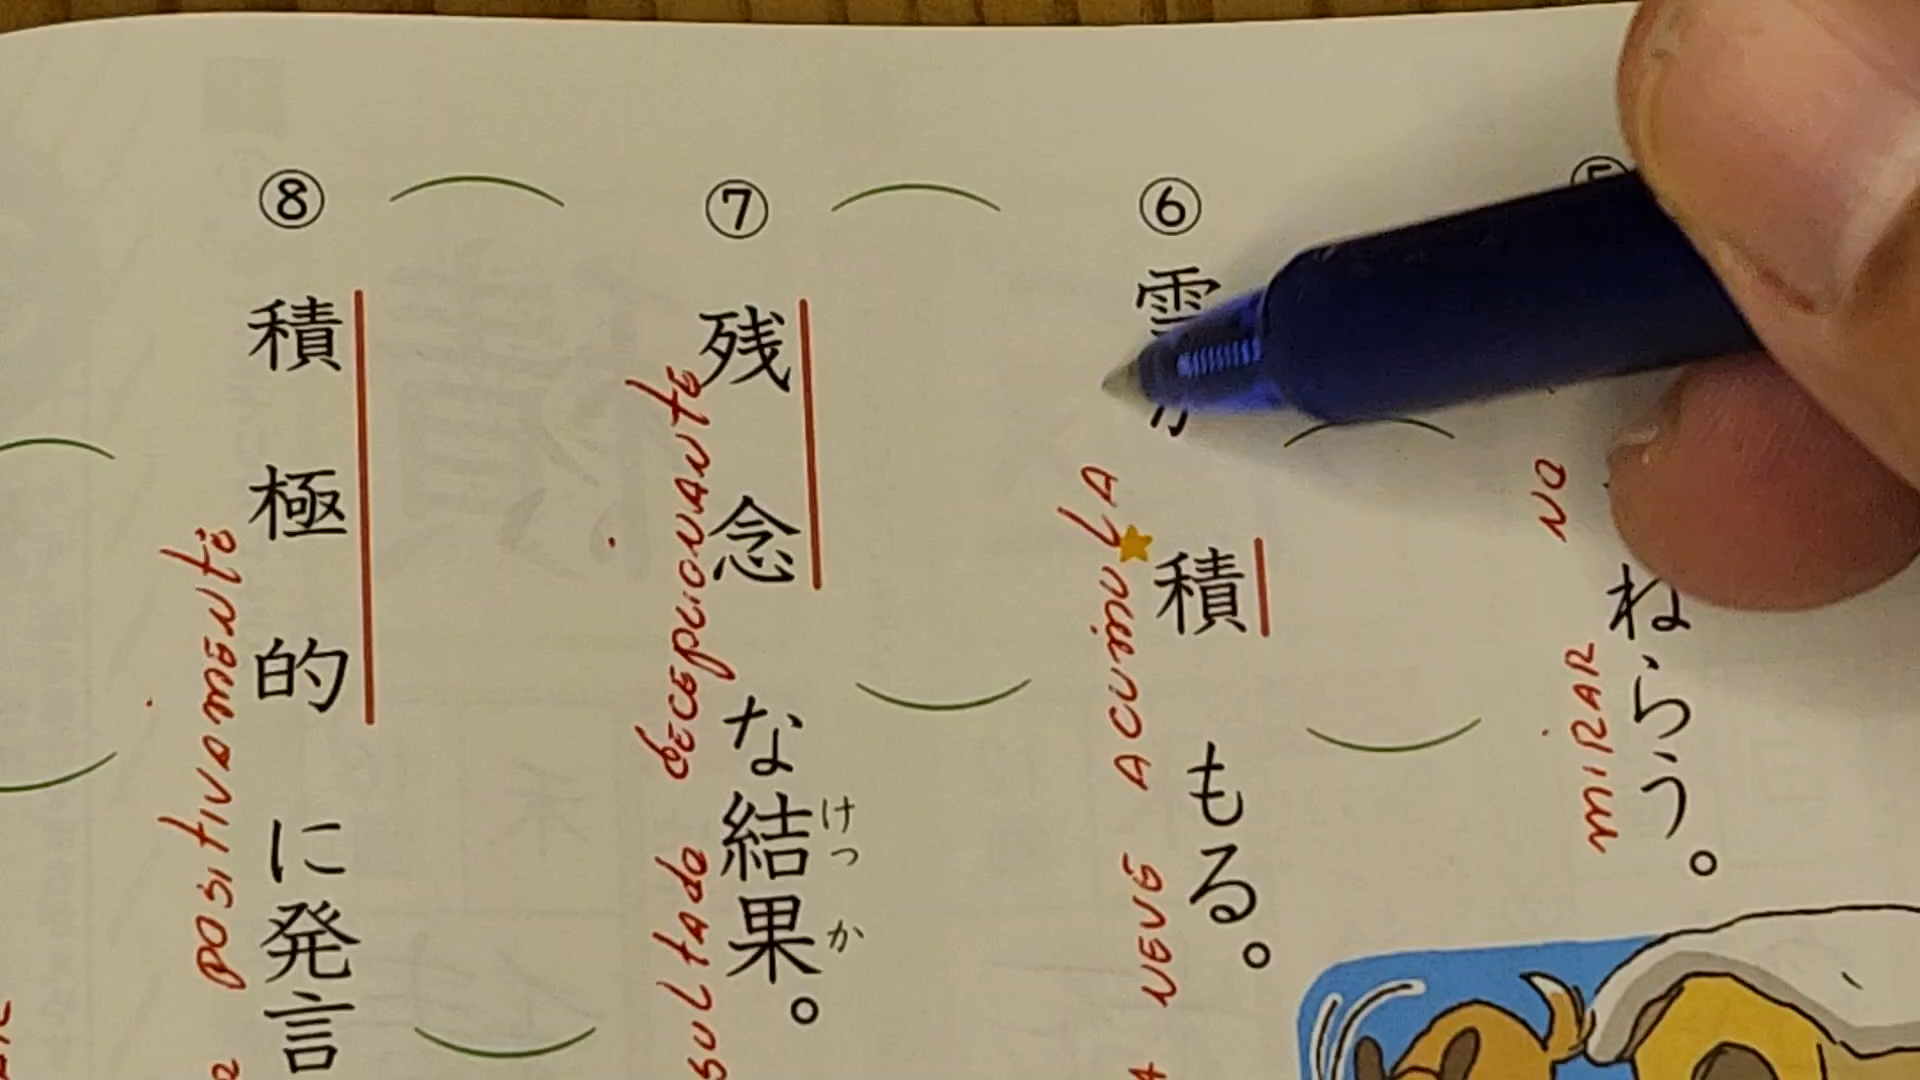 ねらう。
NO
MIRAR
⑥
雪が積もる。
A NEVE ACUMULA
⑦
残念な結果。
けっか
SULTADO DECEPCIONANTE
⑧
積極的に発言
POSITIVAMENTE